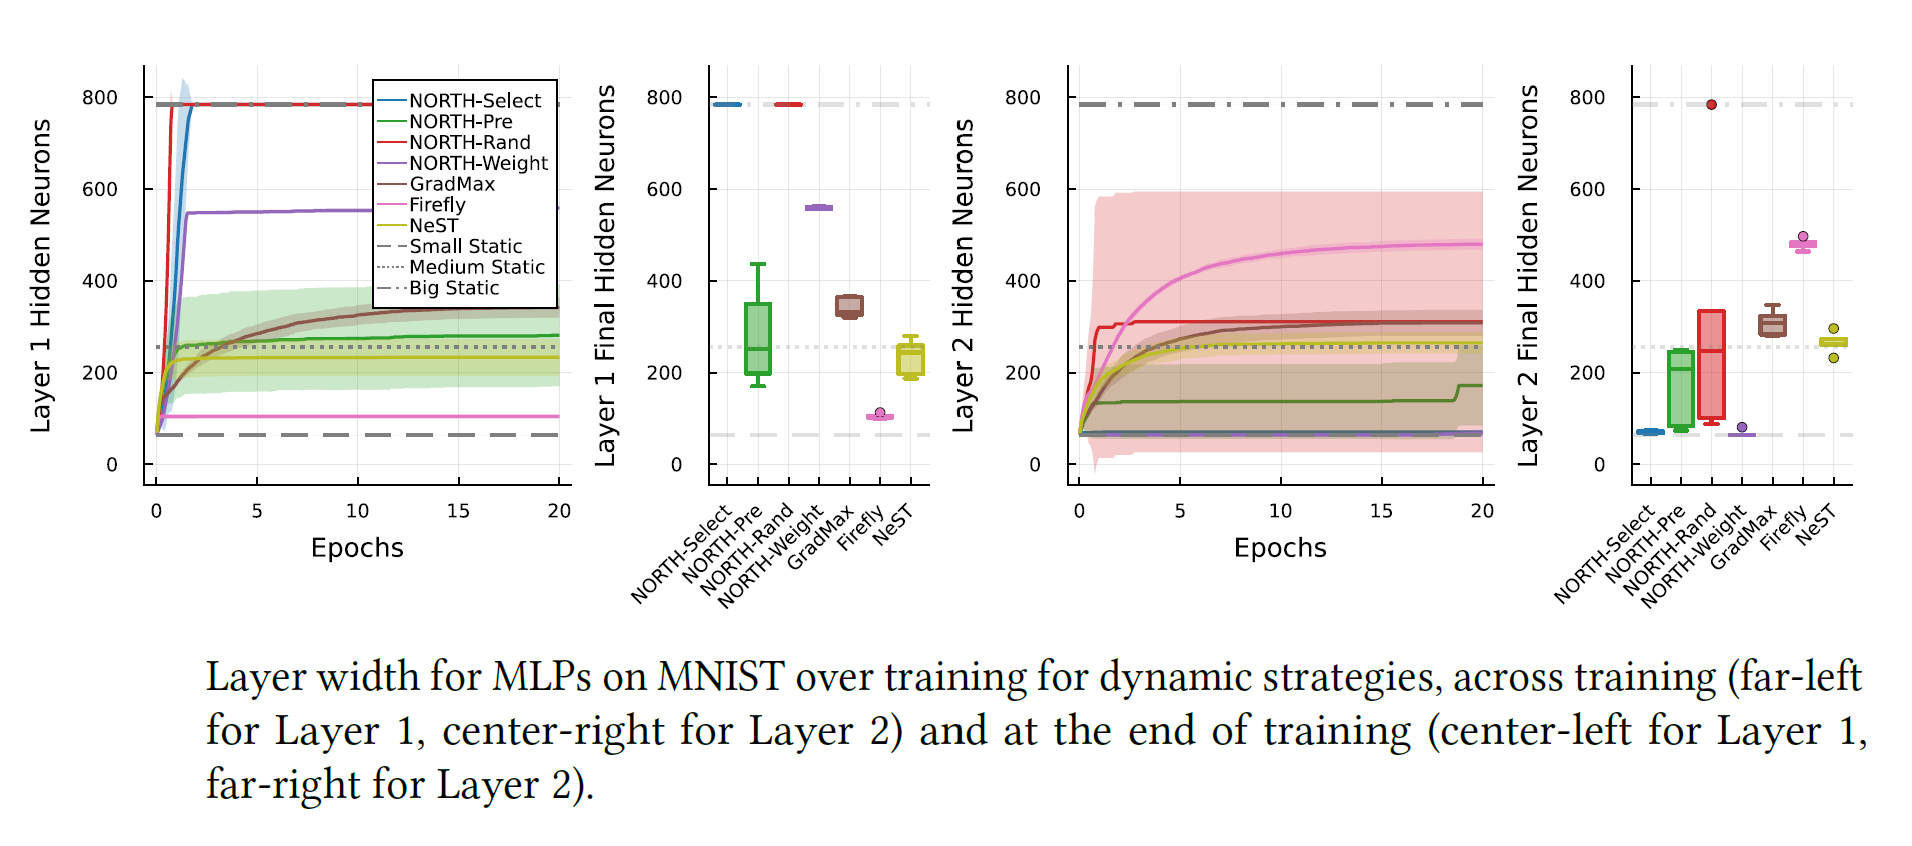 Layer 1 Hidden Neurons
800
600
400
200
0
0
5
10
15
20
Epochs
NORTH-Select
NORTH-Pre
NORTH-Rand
NORTH-Weight
GradMax
Firefly
NeST
Small Static
Medium Static
Big Static
Layer 1 Final Hidden Neurons
800
600
400
200
0
NORTH-Select
NORTH-Pre
NORTH-Rand
NORTH-Weight
GradMax
Firefly
NeST
Layer 2 Hidden Neurons
800
600
400
200
0
0
5
10
15
20
Epochs
Layer 2 Final Hidden Neurons
800
600
400
200
0
NORTH-Select
NORTH-Pre
NORTH-Rand
NORTH-Weight
GradMax
Firefly
NeST
Layer width for MLPs on MNIST over training for dynamic strategies, across training (far-left
for Layer 1, center-right for Layer 2) and at the end of training (center-left for Layer 1,
far-right for Layer 2).